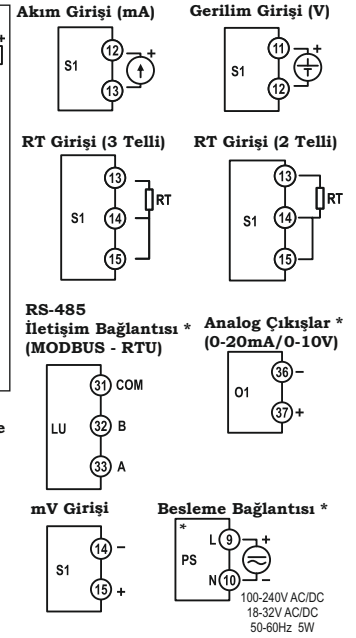 Akım Girişi (mA)
S1
12
+
13
Gerilim Girişi (V)
S1
11
+
12
RT Girişi (3 Telli)
S1
13
14
15
RT
RT Girişi (2 Telli)
S1
13
14
15
RT
RS-485
İletişim Bağlantısı *
(MODBUS - RTU)
LU
31 COM
32 B
33 A
Analog Çıkışlar *
(0-20mA/0-10V)
O1
36 -
37 +
mV Girişi
S1
14 -
15 +
Besleme Bağlantısı *
*
PS
L 9 +
N 10 -
100-240V AC/DC
18-32V AC/DC
50-60Hz 5W
+
e